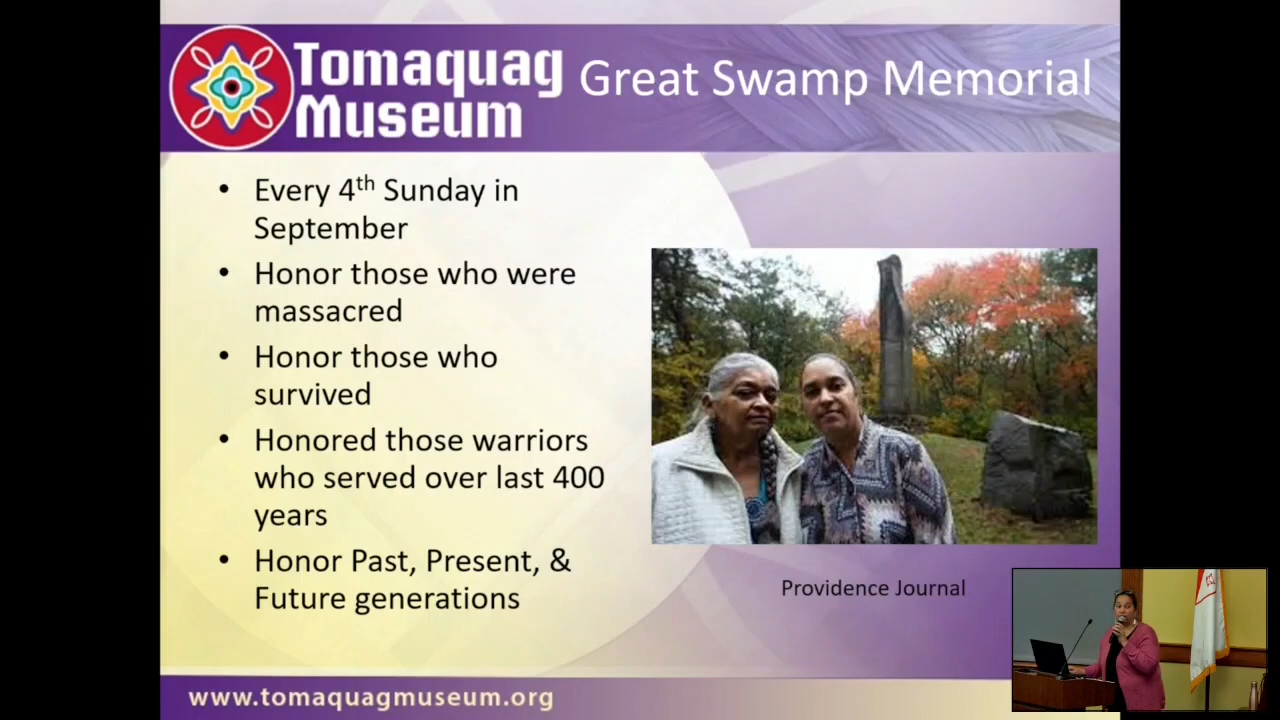 Tomaquag
Museum
Great Swamp Memorial
• Every 4th Sunday in
September
• Honor those who were
massacred
• Honor those who
survived
• Honored those warriors
who served over last 400
years
• Honor Past, Present, &
Future generations
Providence Journal
www.tomaquagmuseum.org